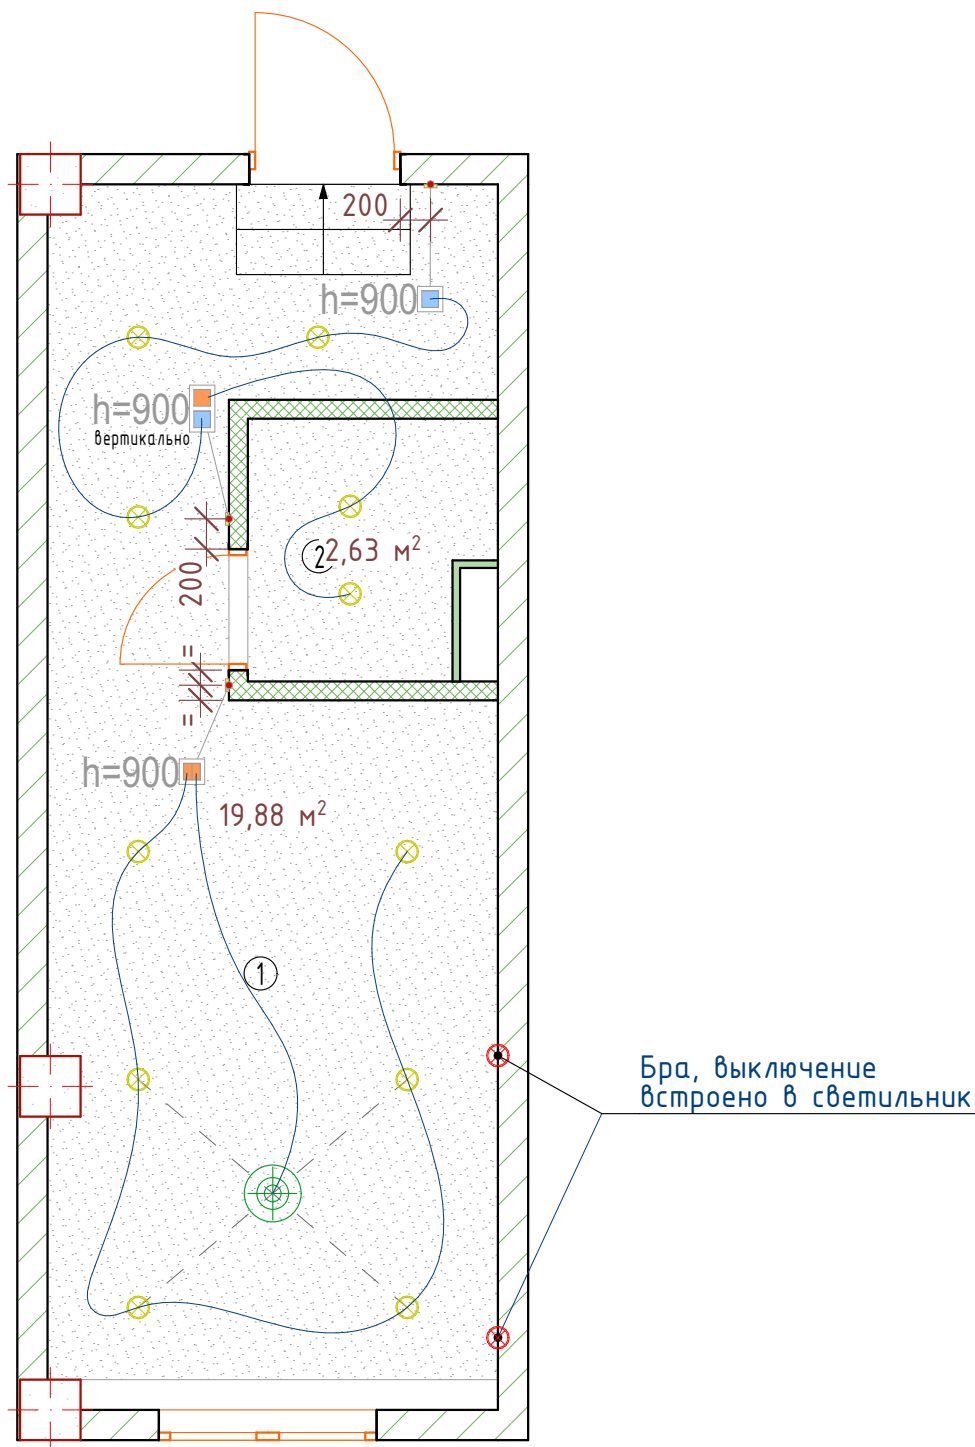 200
h=900
h=900
вертикально
2
2,63 м²
200
=
=
h=900
19,88 м²
1
Бра, выключение
встроено в светильник